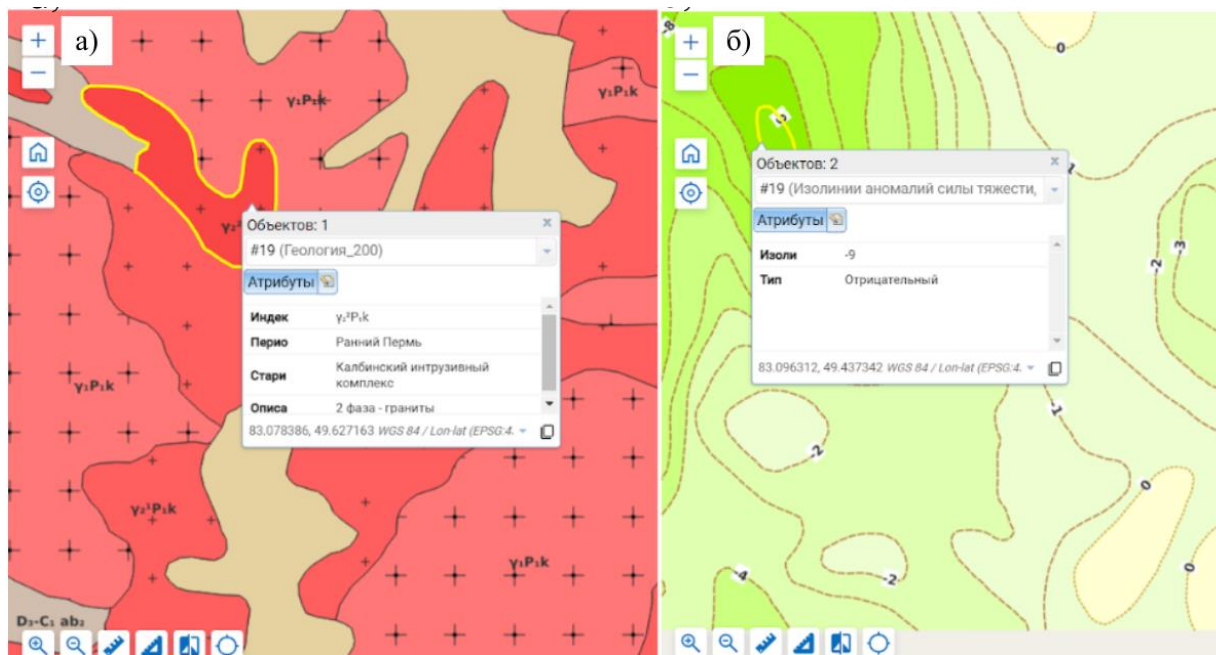 а)
γ₁P₁k
γ₁P₁k
Объектов: 1
#19 (Геология_200)
Атрибуты
Индек γ₂²P₁k
Перио Ранний Пермь
Стари Калбинский интрузивный
комплекс
Описа 2 фаза - граниты
83.078386, 49.627163 WGS 84 / Lon-lat (EPSG:4.
γ₁P₁k
γ₂¹P₁k
γ₁P₁k
D₃-C₁ ab₂
б)
-8
0
Объектов: 2
#19 (Изолинии аномалий силы тяжести,
Атрибуты
Изоли -9
Тип Отрицательный
83.096312, 49.437342 WGS 84 / Lon-lat (EPSG:4.
-2
-3
-1
-2
0
-2
-4
0
0